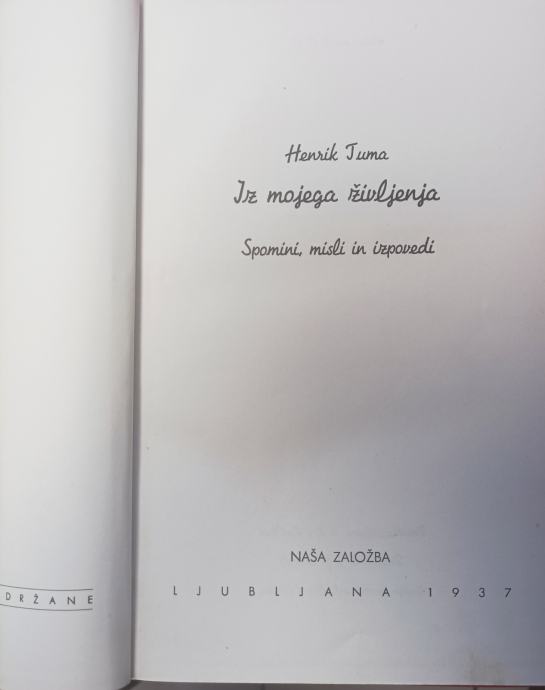 Henrik Tuma
Iz mojega življenja
Spomini, misli in izpovedi
NAŠA ZALOŽBA
LJUBLJANA 1937
DRŽANE